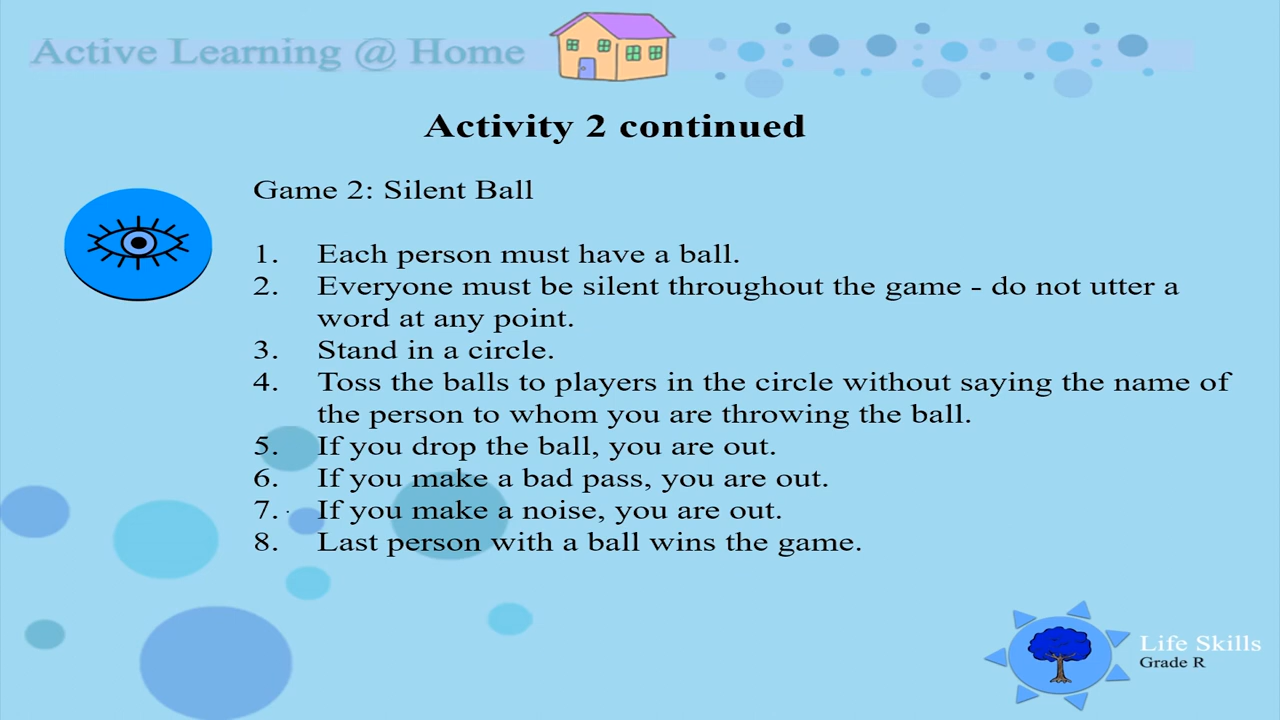 Active Learning @ Home
Activity 2 continued
Game 2: Silent Ball
1. Each person must have a ball.
2. Everyone must be silent throughout the game - do not utter a
word at any point.
3. Stand in a circle.
4. Toss the balls to players in the circle without saying the name of
the person to whom you are throwing the ball.
5. If you drop the ball, you are out.
6. If you make a bad pass, you are out.
7. If you make a noise, you are out.
8. Last person with a ball wins the game.
Life Skills
Grade R